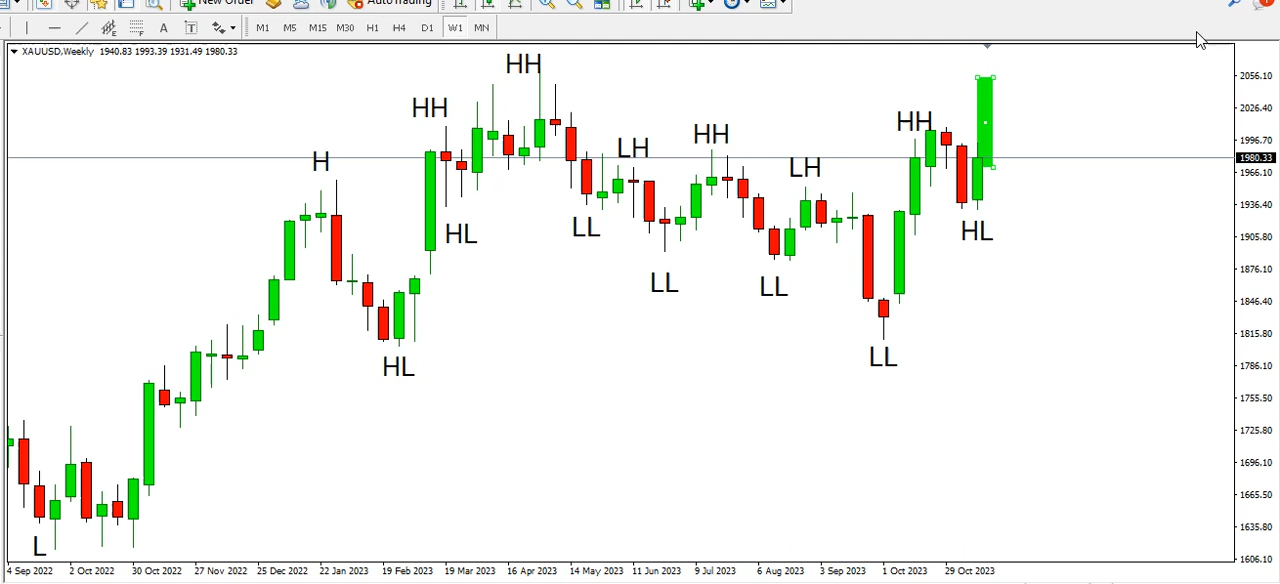 New Order AutoTrading
A T M1 M5 M15 M30 H1 H4 D1 W1 MN
XAUUSD,Weekly 1940.83 1993.39 1931.49 1980.33
HH
2056.10
HH
2026.40
HH
HH
1996.70
LH
1980.33
H
LH
1966.10
1936.40
HL
LL
HL
1905.80
1876.10
LL
LL
1846.40
1815.80
LL
HL
1786.10
1755.50
1725.80
1696.10
1665.50
1635.80
L
1606.10
4 Sep 2022 2 Oct 2022 30 Oct 2022 27 Nov 2022 25 Dec 2022 22 Jan 2023 19 Feb 2023 19 Mar 2023 16 Apr 2023 14 May 2023 11 Jun 2023 9 Jul 2023 6 Aug 2023 3 Sep 2023 1 Oct 2023 29 Oct 2023